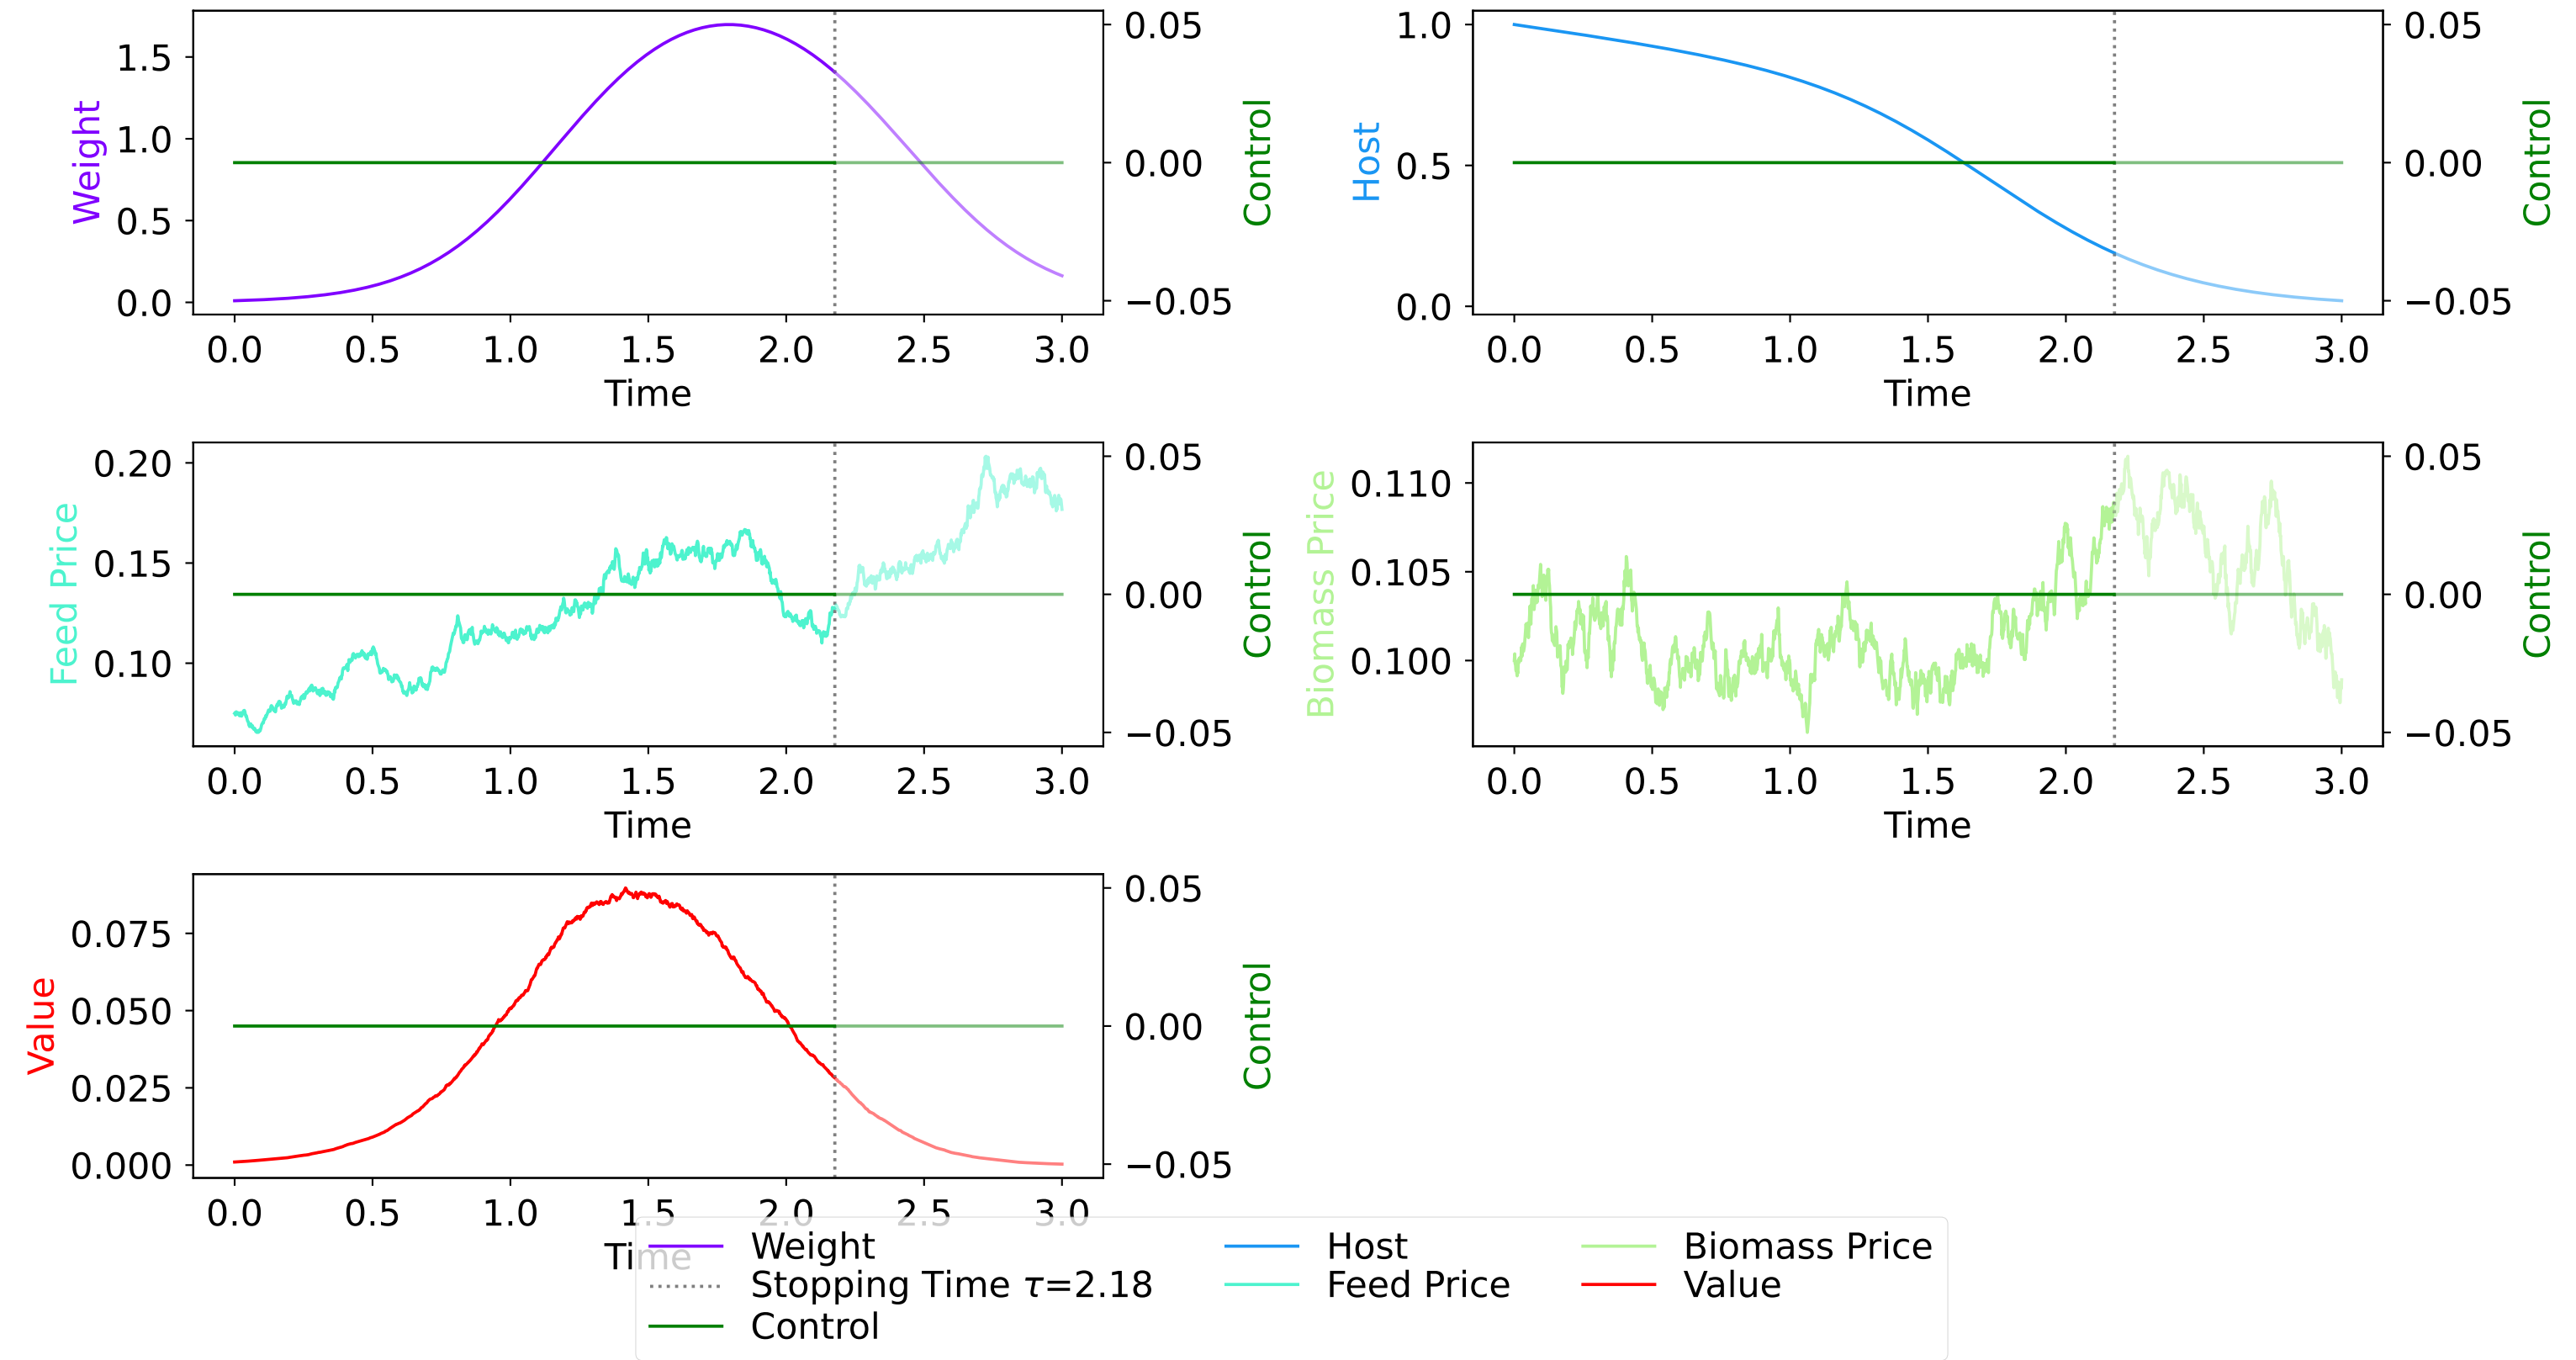 Weight
1.5
1.0
0.5
0.0
0.05
0.00
−0.05
Control
0.0 0.5 1.0 1.5 2.0 2.5 3.0
Time
Host
1.0
0.5
0.0
0.05
0.00
−0.05
Control
0.0 0.5 1.0 1.5 2.0 2.5 3.0
Time
Feed Price
0.20
0.15
0.10
0.05
0.00
−0.05
Control
0.0 0.5 1.0 1.5 2.0 2.5 3.0
Time
Biomass Price
0.110
0.105
0.100
0.05
0.00
−0.05
Control
0.0 0.5 1.0 1.5 2.0 2.5 3.0
Time
Value
0.075
0.050
0.025
0.000
0.05
0.00
−0.05
Control
0.0 0.5 1.0 1.5 2.0 2.5 3.0
Time
Weight
Stopping Time τ=2.18
Control
Host
Feed Price
Biomass Price
Value